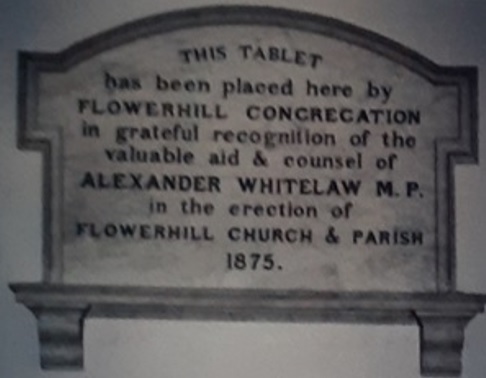 THIS TABLET
has been placed here by
FLOWERHILL CONGREGATION
in grateful recognition of the
valuable aid & counsel of
ALEXANDER WHITELAW M.P.
in the erection of
FLOWERHILL CHURCH & PARISH
1875.